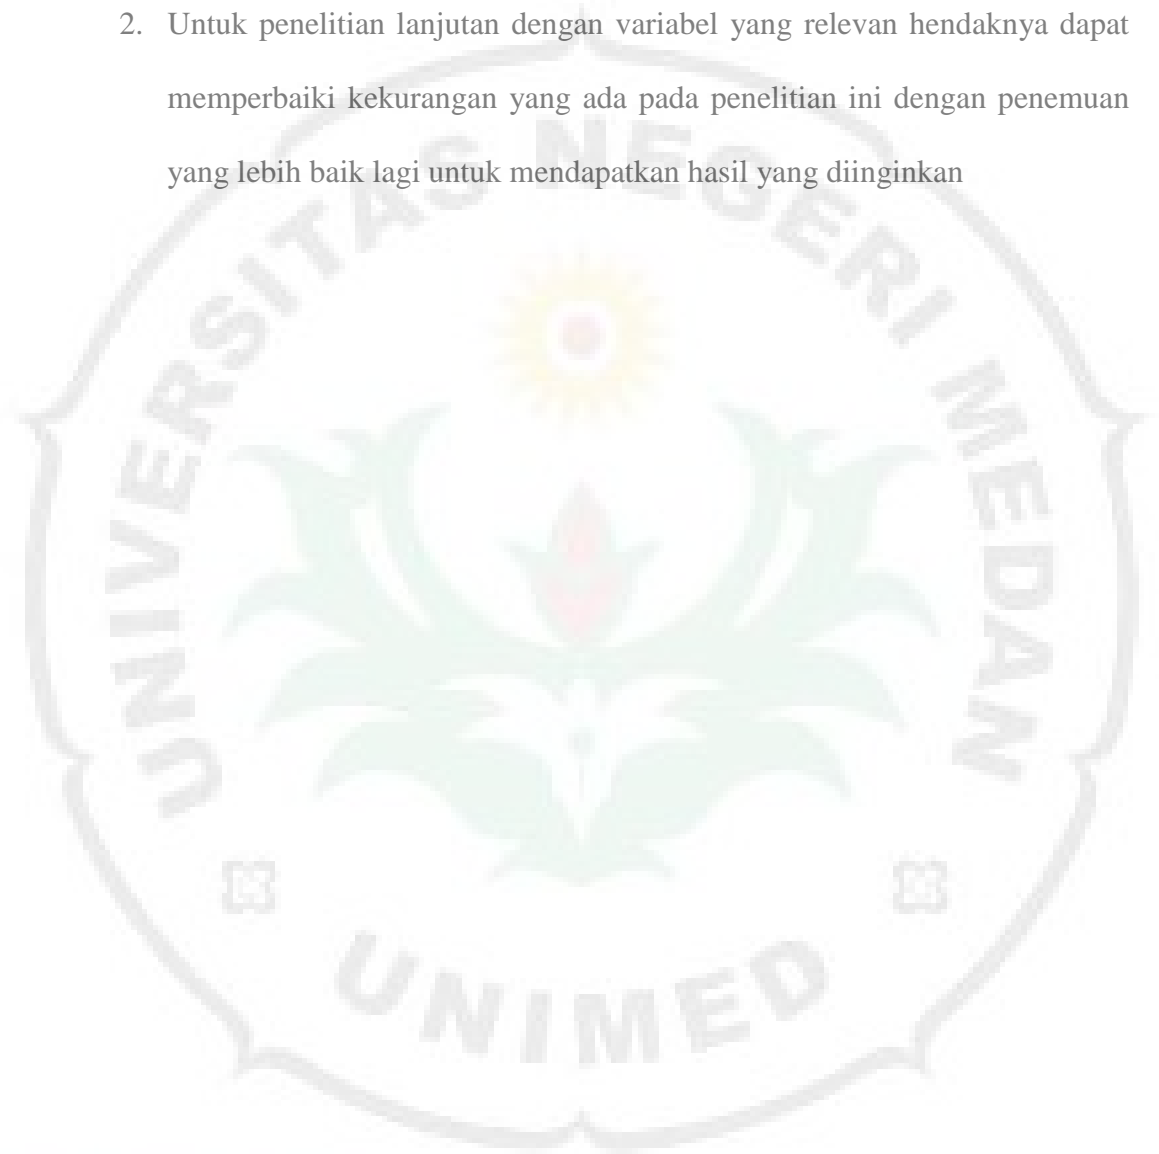 2. Untuk penelitian lanjutan dengan variabel yang relevan hendaknya dapat
memperbaiki kekurangan yang ada pada penelitian ini dengan penemuan
yang lebih baik lagi untuk mendapatkan hasil yang diinginkan
UNIVERSITAS NEGERI MEDAN
UNIMED